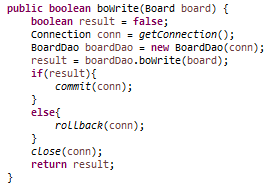 public boolean boWrite(Board board) {
    boolean result = false;
    Connection conn = getConnection();
    BoardDao boardDao = new BoardDao(conn);
    result = boardDao.boWrite(board);
    if(result){
        commit(conn);
    }
    else{
        rollback(conn);
    }
    close(conn);
    return result;
}